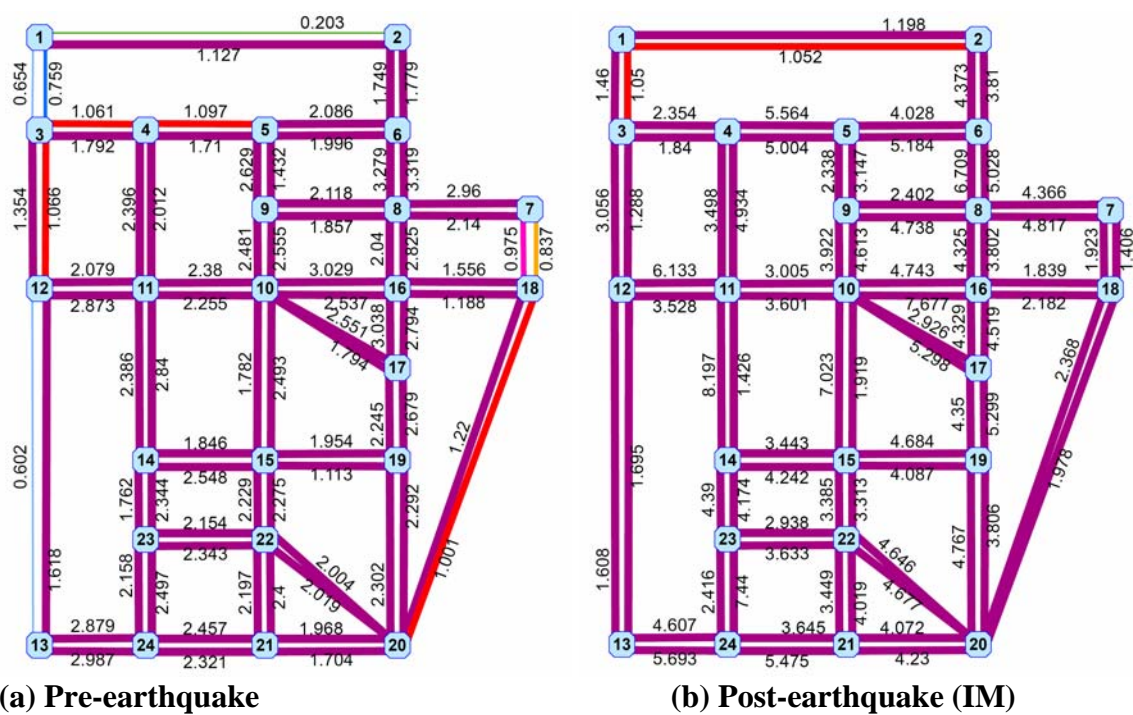 0.203
1 2
1.127
0.654 0.759 1.749 1.779
1.061 1.097 2.086
3 4 5 6
1.792 1.71 1.996
1.354 1.066 2.396 2.012 2.629 1.432 3.279 3.319
2.118 2.96
9 8 7
1.857 2.14
2.481 2.555 2.04 2.825 0.975 0.837
2.079 2.38 3.029 1.556
12 11 10 16 18
2.873 2.255 2.537 1.188
2.551 1.794 3.038 2.794
17
0.602 1.618 2.386 2.84 1.782 2.493 2.245 2.679 1.22 1.001
1.846 1.954
14 15 19
2.548 1.113
1.762 2.344 2.229 2.275 2.302 2.292
2.154
23 22
2.343
2.004 2.019
2.158 2.497 2.197 2.4
2.879 2.457 1.968
13 24 21 20
2.987 2.321 1.704
(a) Pre-earthquake
1.198
1 2
1.052
1.46 1.05 4.373 3.81
2.354 5.564 4.028
3 4 5 6
1.84 5.004 5.184
3.056 1.288 3.498 4.934 2.338 3.147 6.709 5.028
2.402 4.366
9 8 7
4.738 4.817
3.922 4.613 4.325 3.802 1.923 1.406
6.133 3.005 4.743 1.839
12 11 10 16 18
3.528 3.601 7.677 2.182
2.926 5.298 4.329 4.519
17
1.608 1.695 8.197 1.426 7.023 1.919 4.35 5.299 2.368 1.978
3.443 4.684
14 15 19
4.242 4.087
4.39 4.174 3.385 3.313 4.767 3.806
2.938
23 22
3.633
4.646 4.677
2.416 7.44 3.449 4.019
4.607 3.645 4.072
13 24 21 20
5.693 5.475 4.23
(b) Post-earthquake (IM)